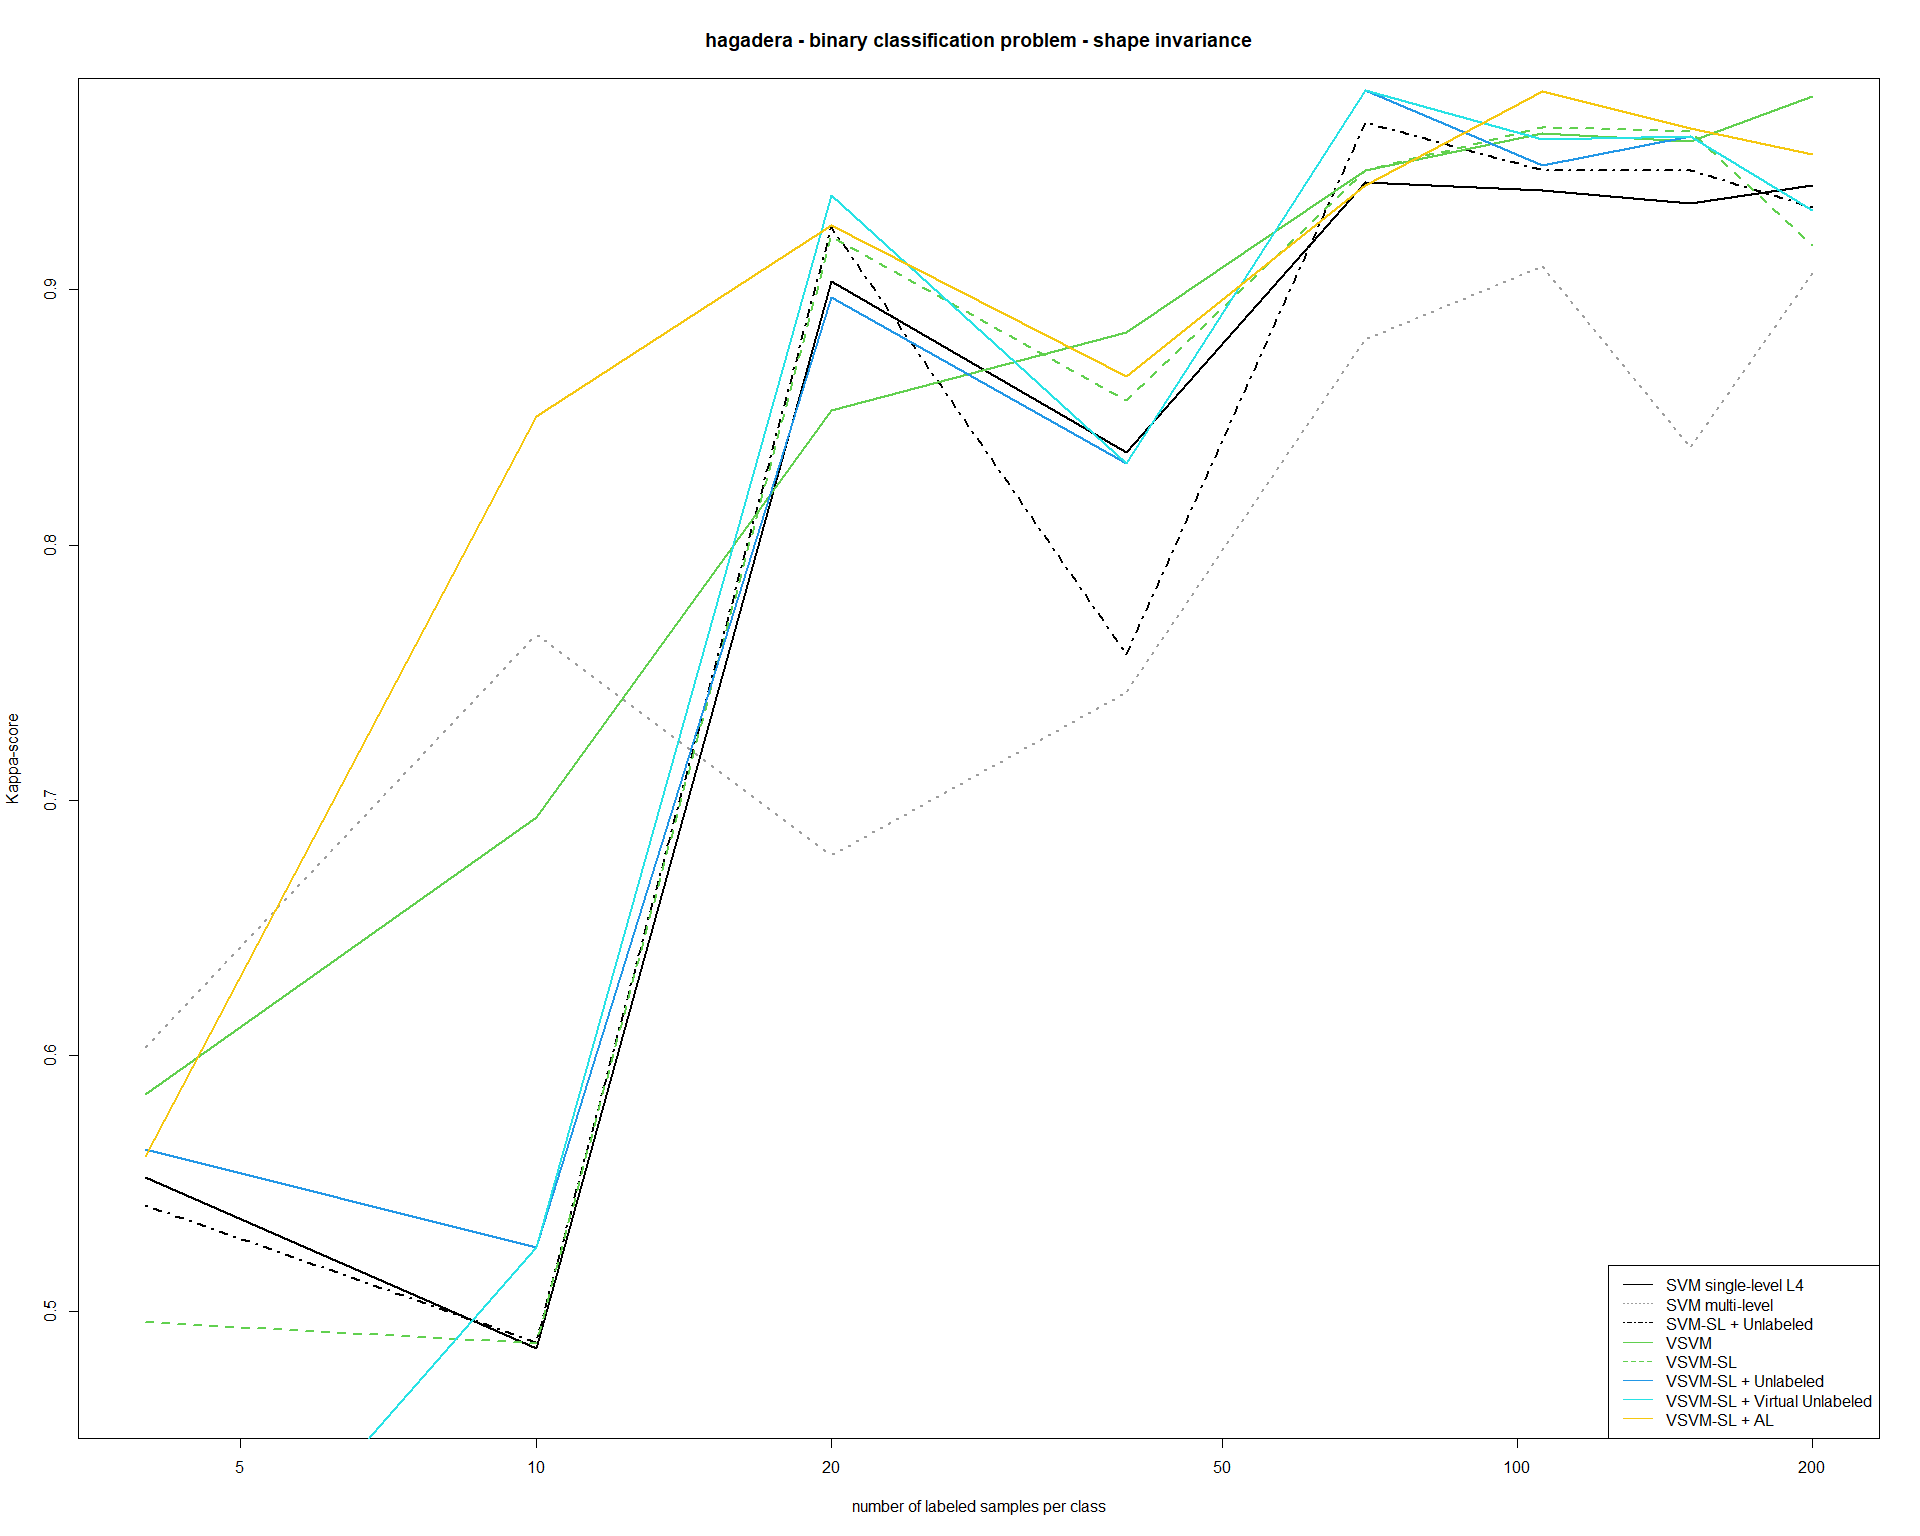 hagadera - binary classification problem - shape invariance
Kappa-score
0.9
0.8
0.7
0.6
0.5
5
10
20
50
100
200
number of labeled samples per class
SVM single-level L4
SVM multi-level
SVM-SL + Unlabeled
VSVM
VSVM-SL
VSVM-SL + Unlabeled
VSVM-SL + Virtual Unlabeled
VSVM-SL + AL